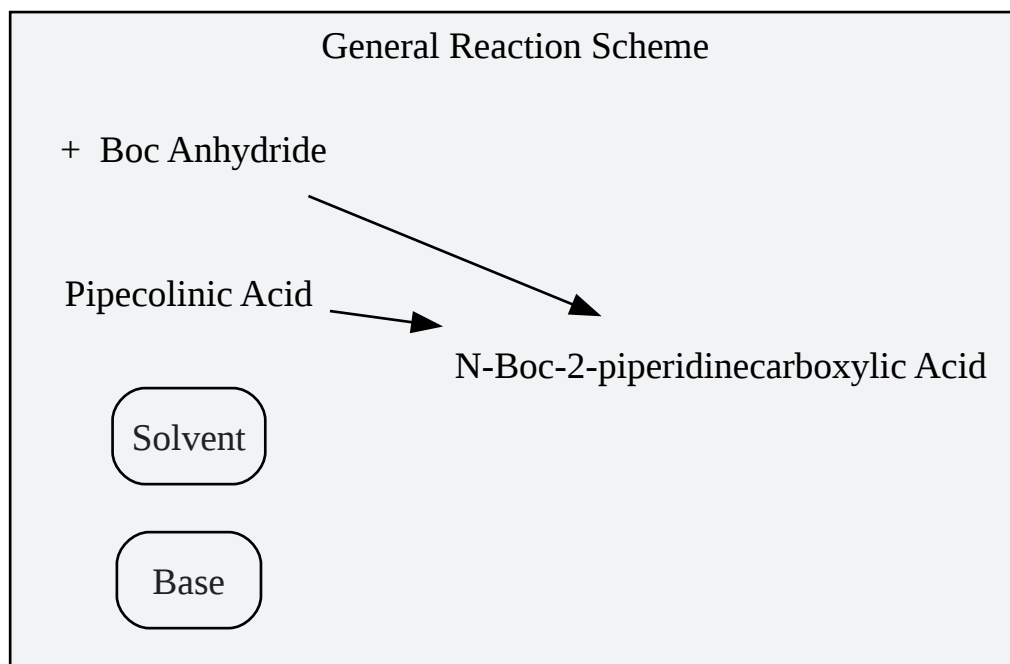 General Reaction Scheme
+ Boc Anhydride
Pipecolinic Acid
N-Boc-2-piperidinecarboxylic Acid
Solvent
Base